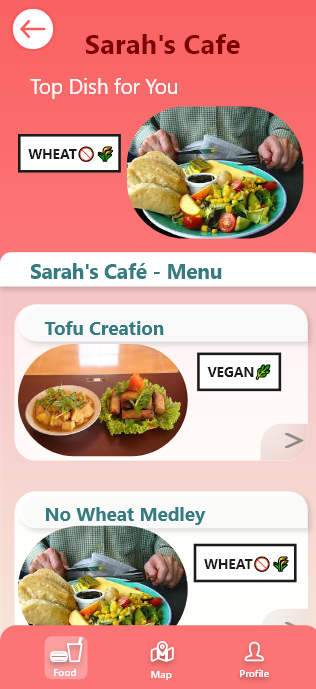 Sarah's Cafe
Top Dish for You
WHEAT
Sarah's Café - Menu
Tofu Creation
VEGAN
>
No Wheat Medley
WHEAT
Food
Map
Profile